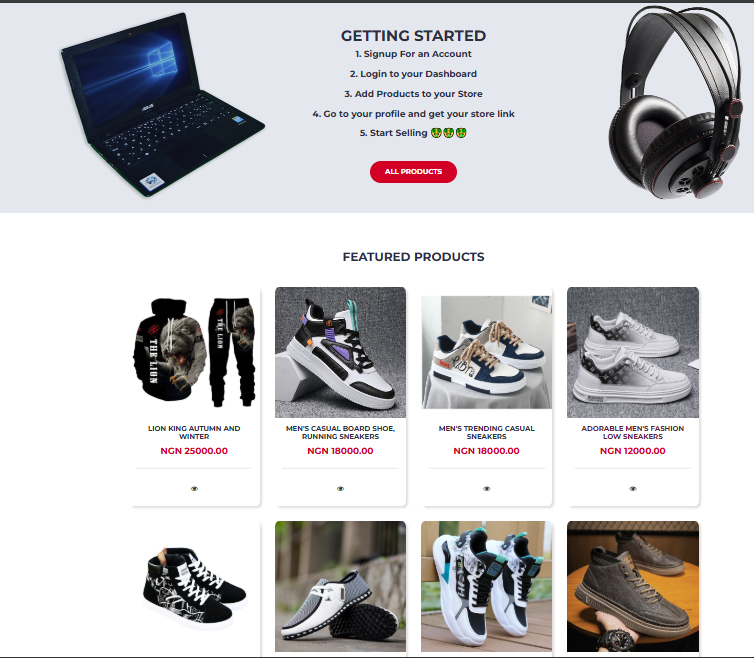 GETTING STARTED
1. Signup For an Account
2. Login to your Dashboard
3. Add Products to your Store
4. Go to your profile and get your store link
5. Start Selling 🤑🤑🤑
ALL PRODUCTS
ASUS
FEATURED PRODUCTS
THE LION
THE LION
LION KING AUTUMN AND
WINTER
NGN 25000.00
MEN'S CASUAL BOARD SHOE,
RUNNING SNEAKERS
NGN 18000.00
MEN'S TRENDING CASUAL
SNEAKERS
NGN 18000.00
ADORABLE MEN'S FASHION
LOW SNEAKERS
NGN 12000.00